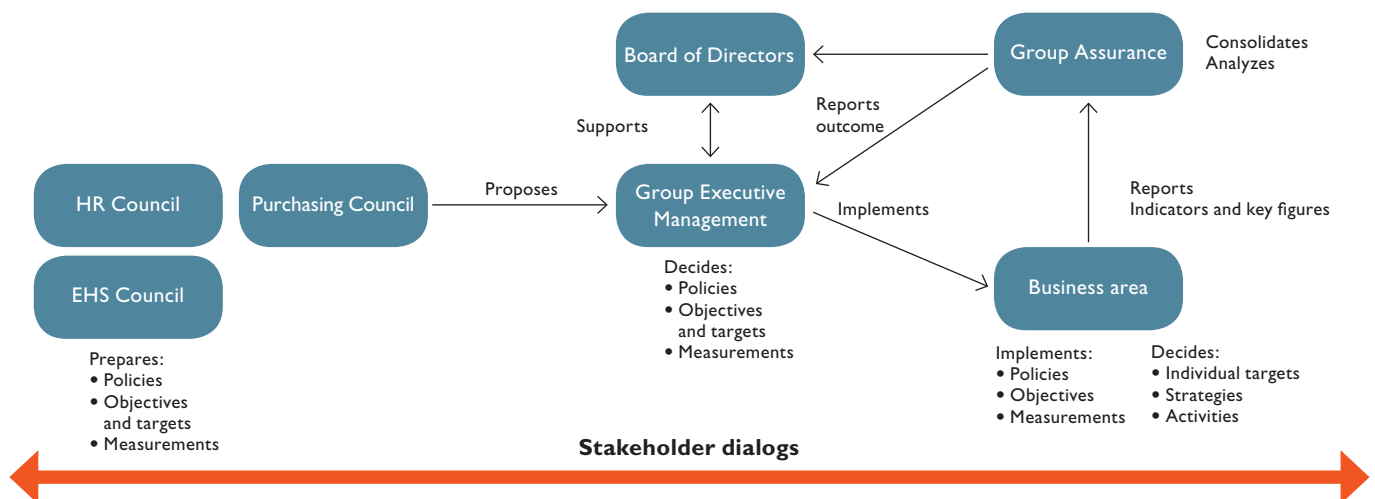 Board of Directors
Group Assurance
Consolidates
Analyzes
Supports
Reports
outcome
HR Council
Purchasing Council
Proposes
Group Executive
Management
Implements
Reports
Indicators and key figures
EHS Council
Business area
Decides:
• Policies
• Objectives
and targets
• Measurements
Prepares:
• Policies
• Objectives
and targets
• Measurements
Implements:
• Policies
• Objectives
• Measurements
Decides:
• Individual targets
• Strategies
• Activities
Stakeholder dialogs